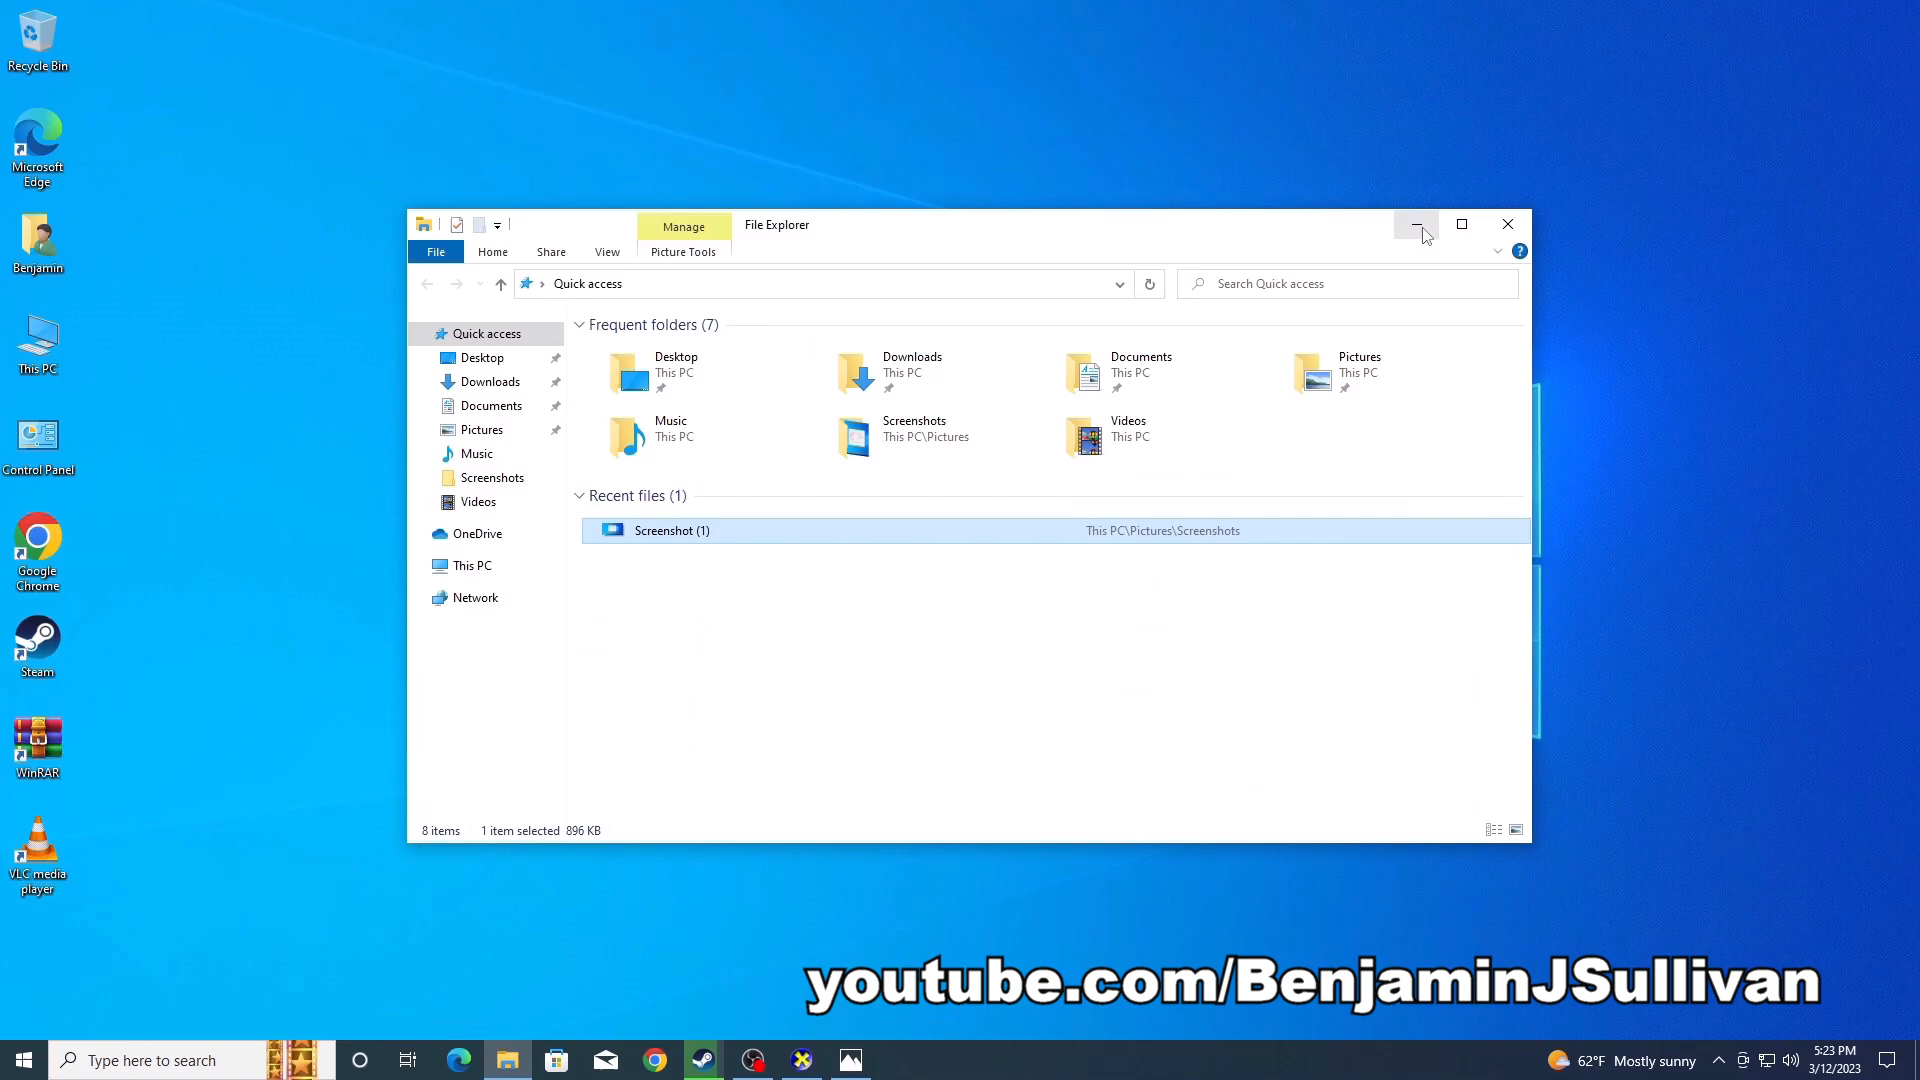 Recycle Bin
Microsoft
Edge
Benjamin
This PC
Control Panel
Google
Chrome
Steam
WinRAR
VLC media
player
Manage
File Explorer
File
Home
Share
View
Picture Tools
Quick access
Search Quick access
Quick access
Desktop
Downloads
Documents
Pictures
Music
Screenshots
Videos
OneDrive
This PC
Network
Frequent folders (7)
Desktop
This PC
Downloads
This PC
Documents
This PC
Pictures
This PC
Music
This PC
Screenshots
This PC\Pictures
Videos
This PC
Recent files (1)
Screenshot (1)
This PC\Pictures\Screenshots
8 items
1 item selected 896 KB
youtube.com/BenjaminJSullivan
Type here to search
62°F Mostly sunny
5:23 PM
3/12/2023